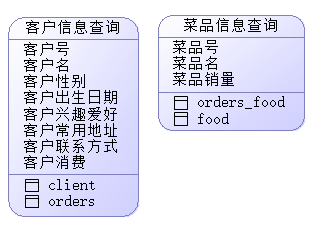 客户信息查询
客户号
客户名
客户性别
客户出生日期
客户兴趣爱好
客户常用地址
客户联系方式
客户消费
client
orders
菜品信息查询
菜品号
菜品名
菜品销量
orders_food
food